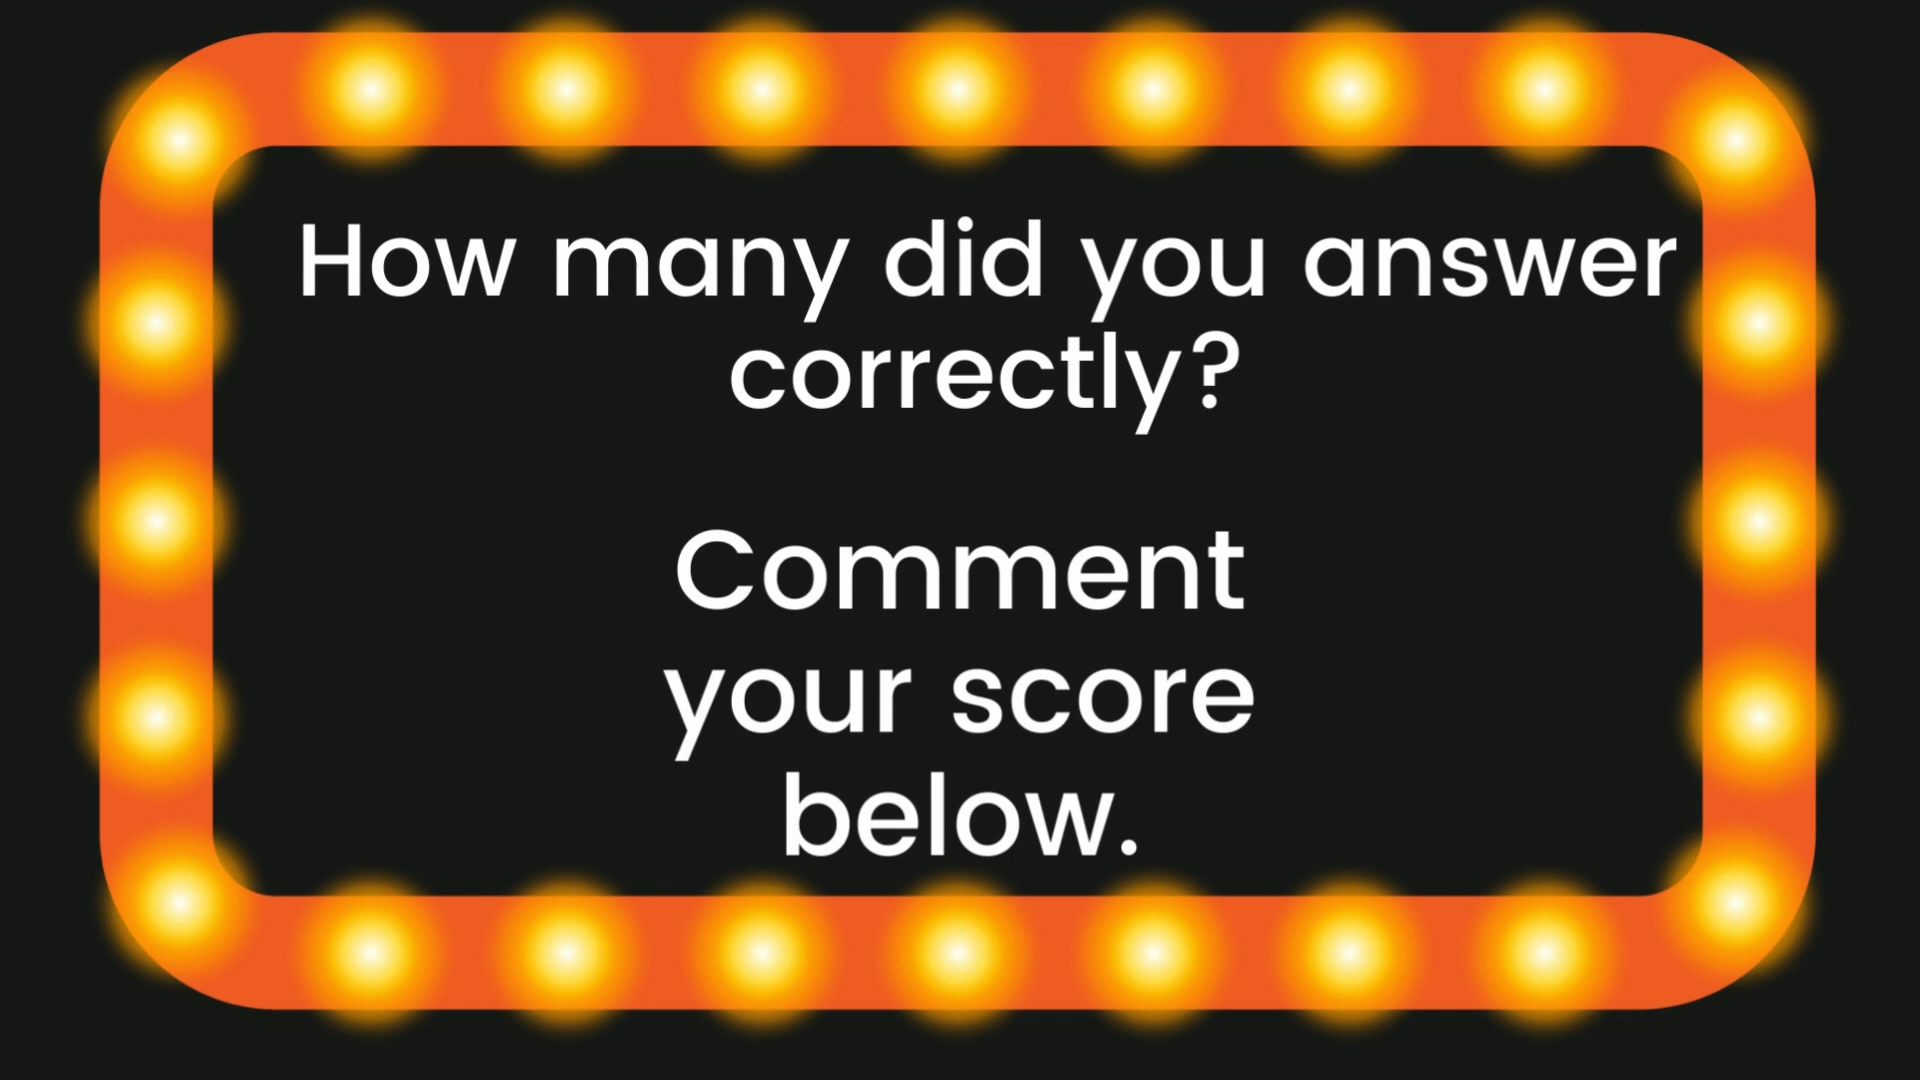 How many did you answer
correctly?
Comment
your score
below.